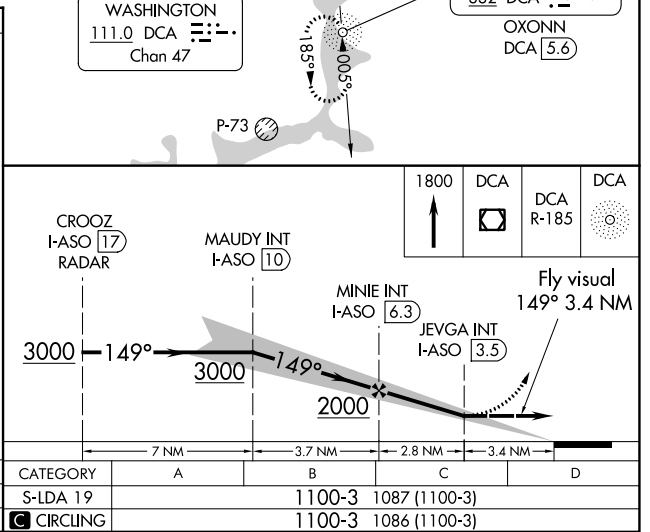 WASHINGTON
111.0 DCA
Chan 47
DCA
OXONN
DCA 5.6
185°
005°
P-73
1800
DCA
DCA
R-185
DCA
CROOZ
I-ASO 17
RADAR
MAUDY INT
I-ASO 10
MINIE INT
I-ASO 6.3
JEVGA INT
I-ASO 3.5
Fly visual
149° 3.4 NM
3000
149°
3000
149°
2000
7 NM
3.7 NM
2.8 NM
3.4 NM
CATEGORY A B C D
S-LDA 19 1100-3 1087 (1100-3)
C CIRCLING 1100-3 1086 (1100-3)